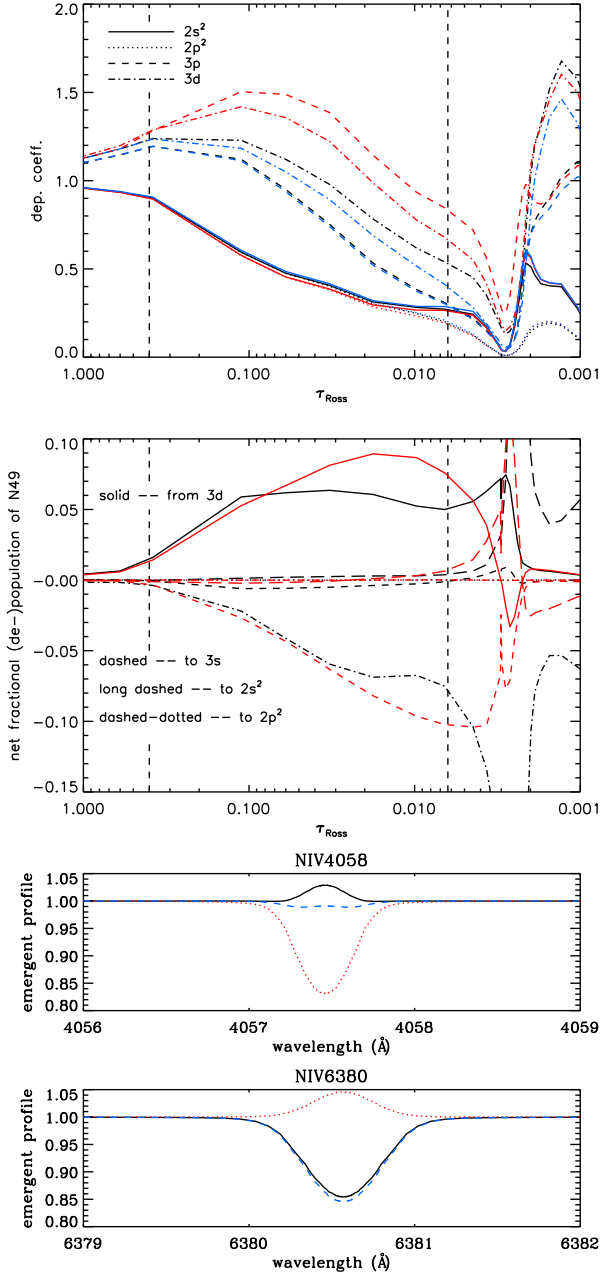 2.0
1.5
1.0
0.5
0.0
dep. coeff.
2s²
2p²
3p
3d
1.000
0.100
0.010
0.001
τRoss
0.10
0.05
−0.00
−0.05
−0.10
−0.15
net fractional (de−)population of N49
solid −− from 3d
dashed −− to 3s
long dashed −− to 2s²
dashed−dotted −− to 2p²
1.000
0.100
0.010
0.001
τRoss
NIV4058
1.05
1.00
0.95
0.90
0.85
0.80
emergent profile
4056
4057
4058
4059
wavelength (Å)
NIV6380
1.05
1.00
0.95
0.90
0.85
0.80
emergent profile
6379
6380
6381
6382
wavelength (Å)